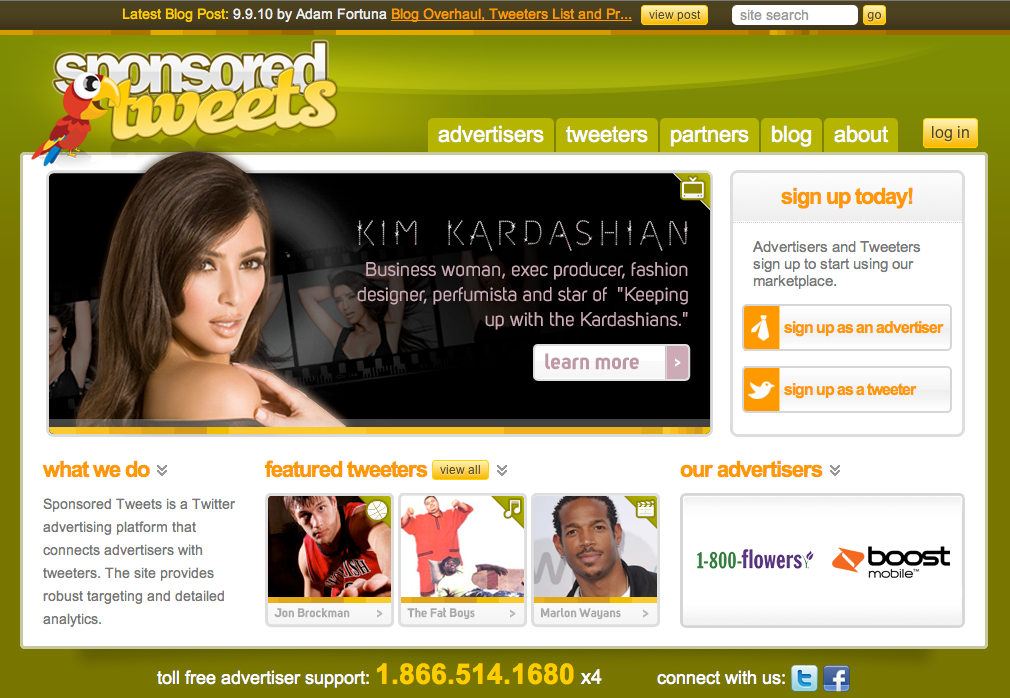 Latest Blog Post: 9.9.10 by Adam Fortuna Blog Overhaul, Tweeters List and Pr... view post site search go
sponsored
tweets
advertisers tweeters partners blog about log in
KIM KARDASHIAN
Business woman, exec producer, fashion
designer, perfumista and star of "Keeping
up with the Kardashians."
learn more >
sign up today!
Advertisers and Tweeters
sign up to start using our
marketplace.
sign up as an advertiser
sign up as a tweeter
what we do
Sponsored Tweets is a Twitter
advertising platform that
connects advertisers with
tweeters. The site provides
robust targeting and detailed
analytics.
featured tweeters view all
Jon Brockman >
The Fat Boys >
Marlon Wayans >
our advertisers
1-800-flowers
boost
mobile™
toll free advertiser support: 1.866.514.1680 x4
connect with us: